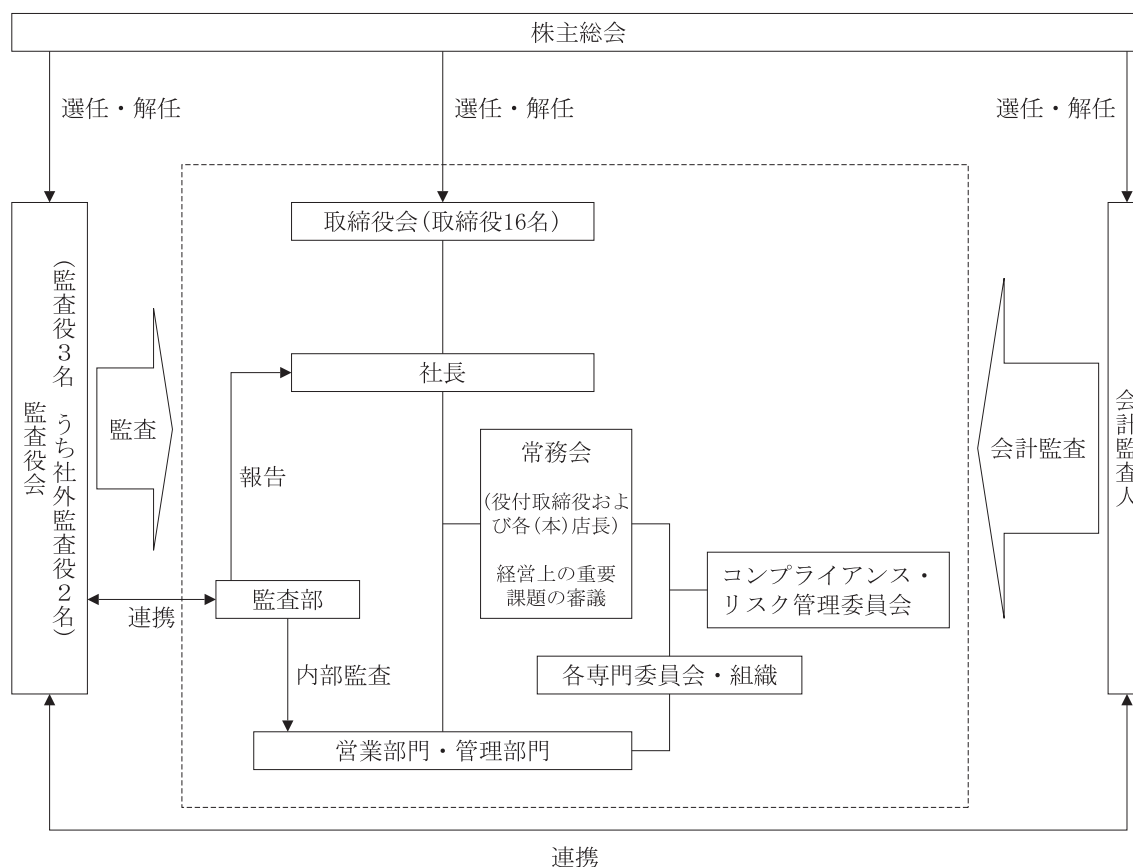 株主総会
選任・解任
選任・解任
選任・解任
取締役会(取締役16名)
監査役会
(監査役3名 うち社外監査役2名)
監査
社長
報告
常務会
(役付取締役およ
び各(本)店長)
経営上の重要
課題の審議
会計監査
会計監査人
コンプライアンス・
リスク管理委員会
監査部
連携
内部監査
各専門委員会・組織
営業部門・管理部門
連携